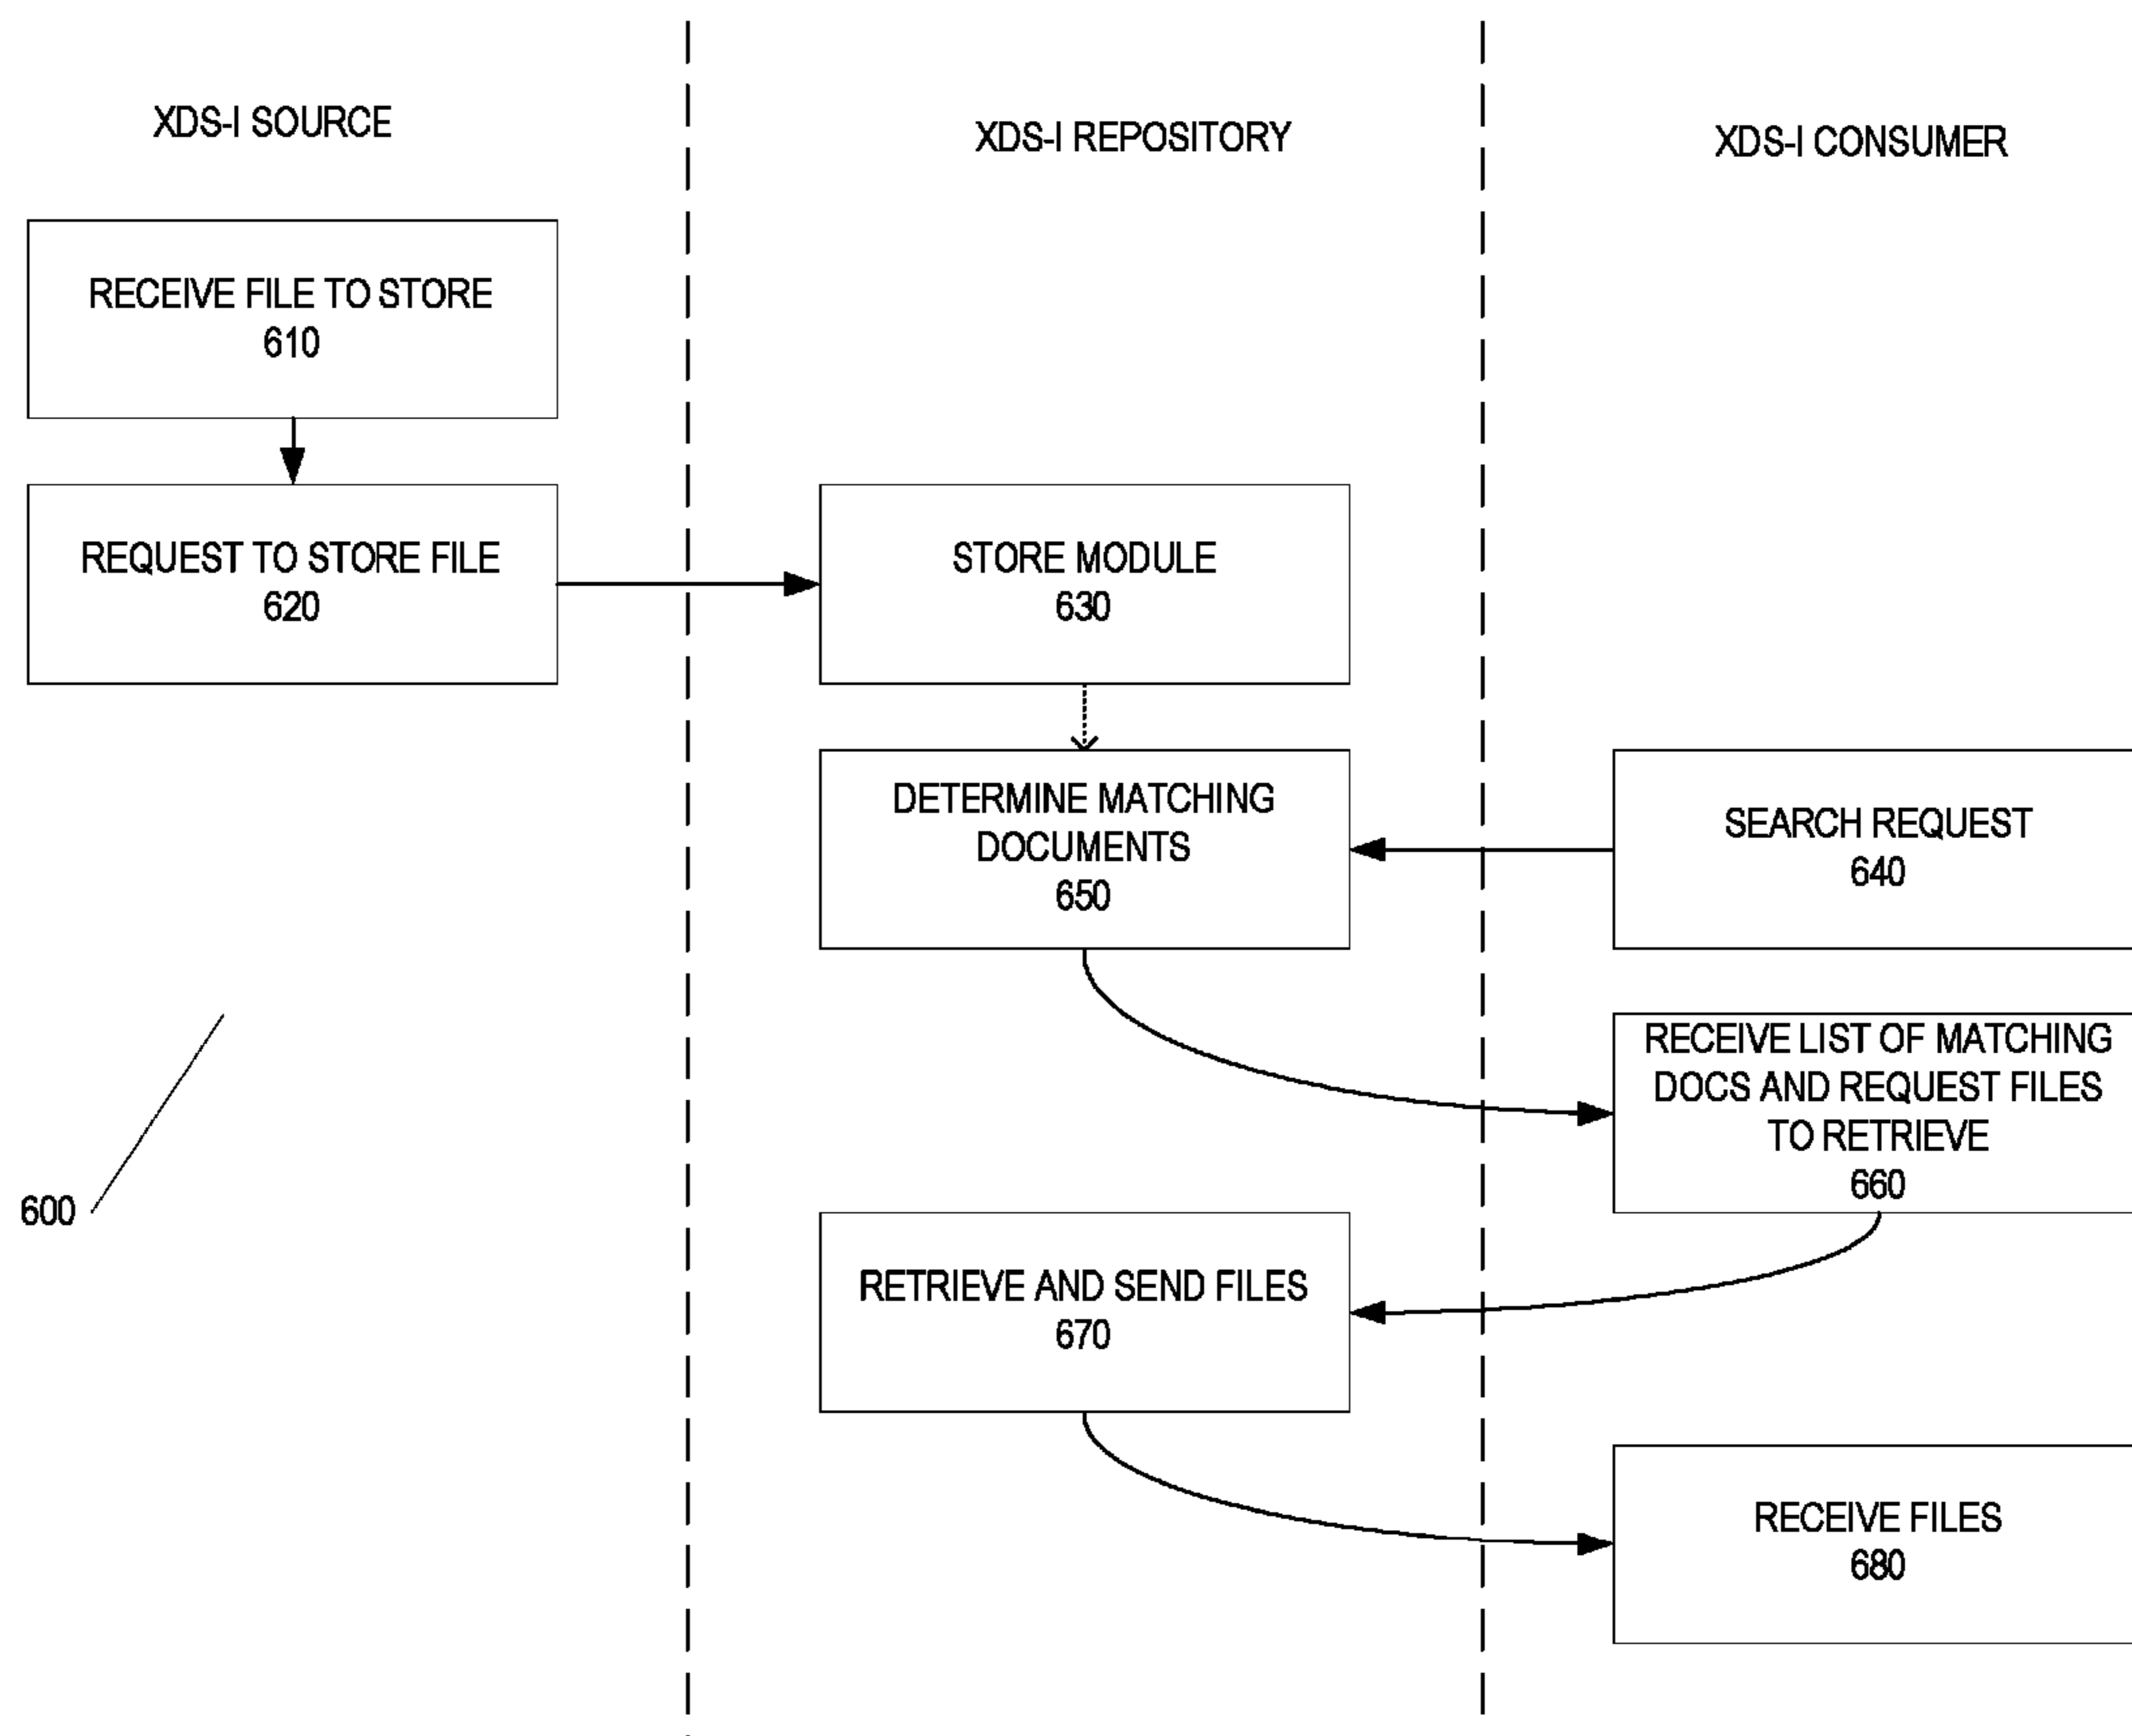 XDS-I SOURCE
XDS-I REPOSITORY
XDS-I CONSUMER
RECEIVE FILE TO STORE
610
REQUEST TO STORE FILE
620
STORE MODULE
630
DETERMINE MATCHING
DOCUMENTS
650
SEARCH REQUEST
640
RECEIVE LIST OF MATCHING
DOCS AND REQUEST FILES
TO RETRIEVE
660
600
RETRIEVE AND SEND FILES
670
RECEIVE FILES
680